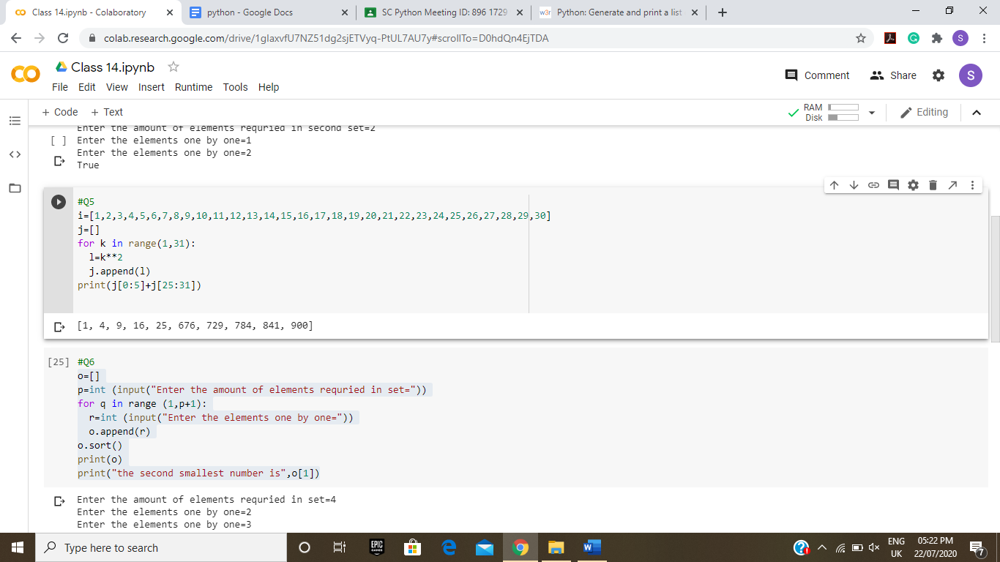 Class 14.ipynb - Colaboratory
python - Google Docs
SC Python Meeting ID: 896 1729
w3r
Python: Generate and print a list
colab.research.google.com/drive/1glaxvfU7NZ51dg2sjETVyq-PtUL7AU7y#scrollTo=D0hdQn4EjTDA
S
Class 14.ipynb
File Edit View Insert Runtime Tools Help
Comment
Share
S
+ Code + Text
RAM
Disk
Editing
Enter the amount of elements requried in second set=2
[ ] Enter the elements one by one=1
Enter the elements one by one=2
True
#Q5
i=[1,2,3,4,5,6,7,8,9,10,11,12,13,14,15,16,17,18,19,20,21,22,23,24,25,26,27,28,29,30]
j=[]
for k in range(1,31):
  l=k**2
  j.append(l)
print(j[0:5]+j[25:31])
[1, 4, 9, 16, 25, 676, 729, 784, 841, 900]
[25] #Q6
o=[]
p=int (input("Enter the amount of elements requried in set="))
for q in range (1,p+1):
  r=int (input("Enter the elements one by one="))
  o.append(r)
o.sort()
print(o)
print("the second smallest number is",o[1])
Enter the amount of elements requried in set=4
Enter the elements one by one=2
Enter the elements one by one=3
Type here to search
EPIC
GAMES
ENG
UK
05:22 PM
22/07/2020
7